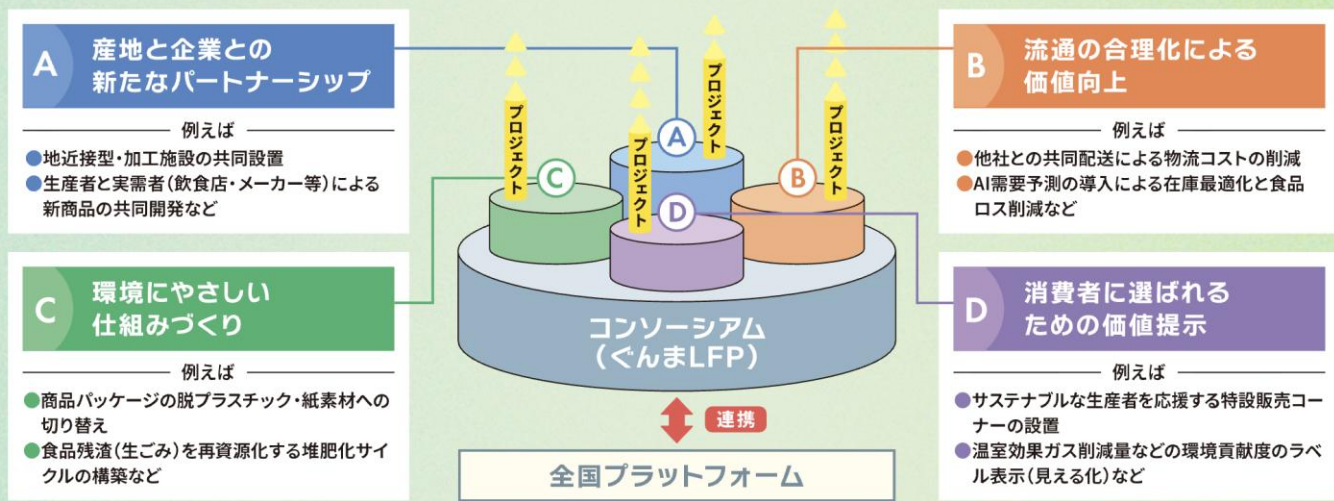 A
産地と企業との
新たなパートナーシップ
例えば
●地近接型・加工施設の共同設置
●生産者と実需者(飲食店・メーカー等)による
新商品の共同開発など
B
流通の合理化による
価値向上
例えば
●他社との共同配送による物流コストの削減
●AI需要予測の導入による在庫最適化と食品
ロス削減など
C
環境にやさしい
仕組みづくり
例えば
●商品パッケージの脱プラスチック・紙素材への
切り替え
●食品残渣(生ごみ)を再資源化する堆肥化サイ
クルの構築など
D
消費者に選ばれる
ための価値提示
例えば
●サステナブルな生産者を応援する特設販売コー
ナーの設置
●温室効果ガス削減量などの環境貢献度のラベ
ル表示(見える化)など
プロジェクト
プロジェクト
プロジェクト
プロジェクト
A
C
B
D
コンソーシアム
(ぐんまLFP)
連携
全国プラットフォーム